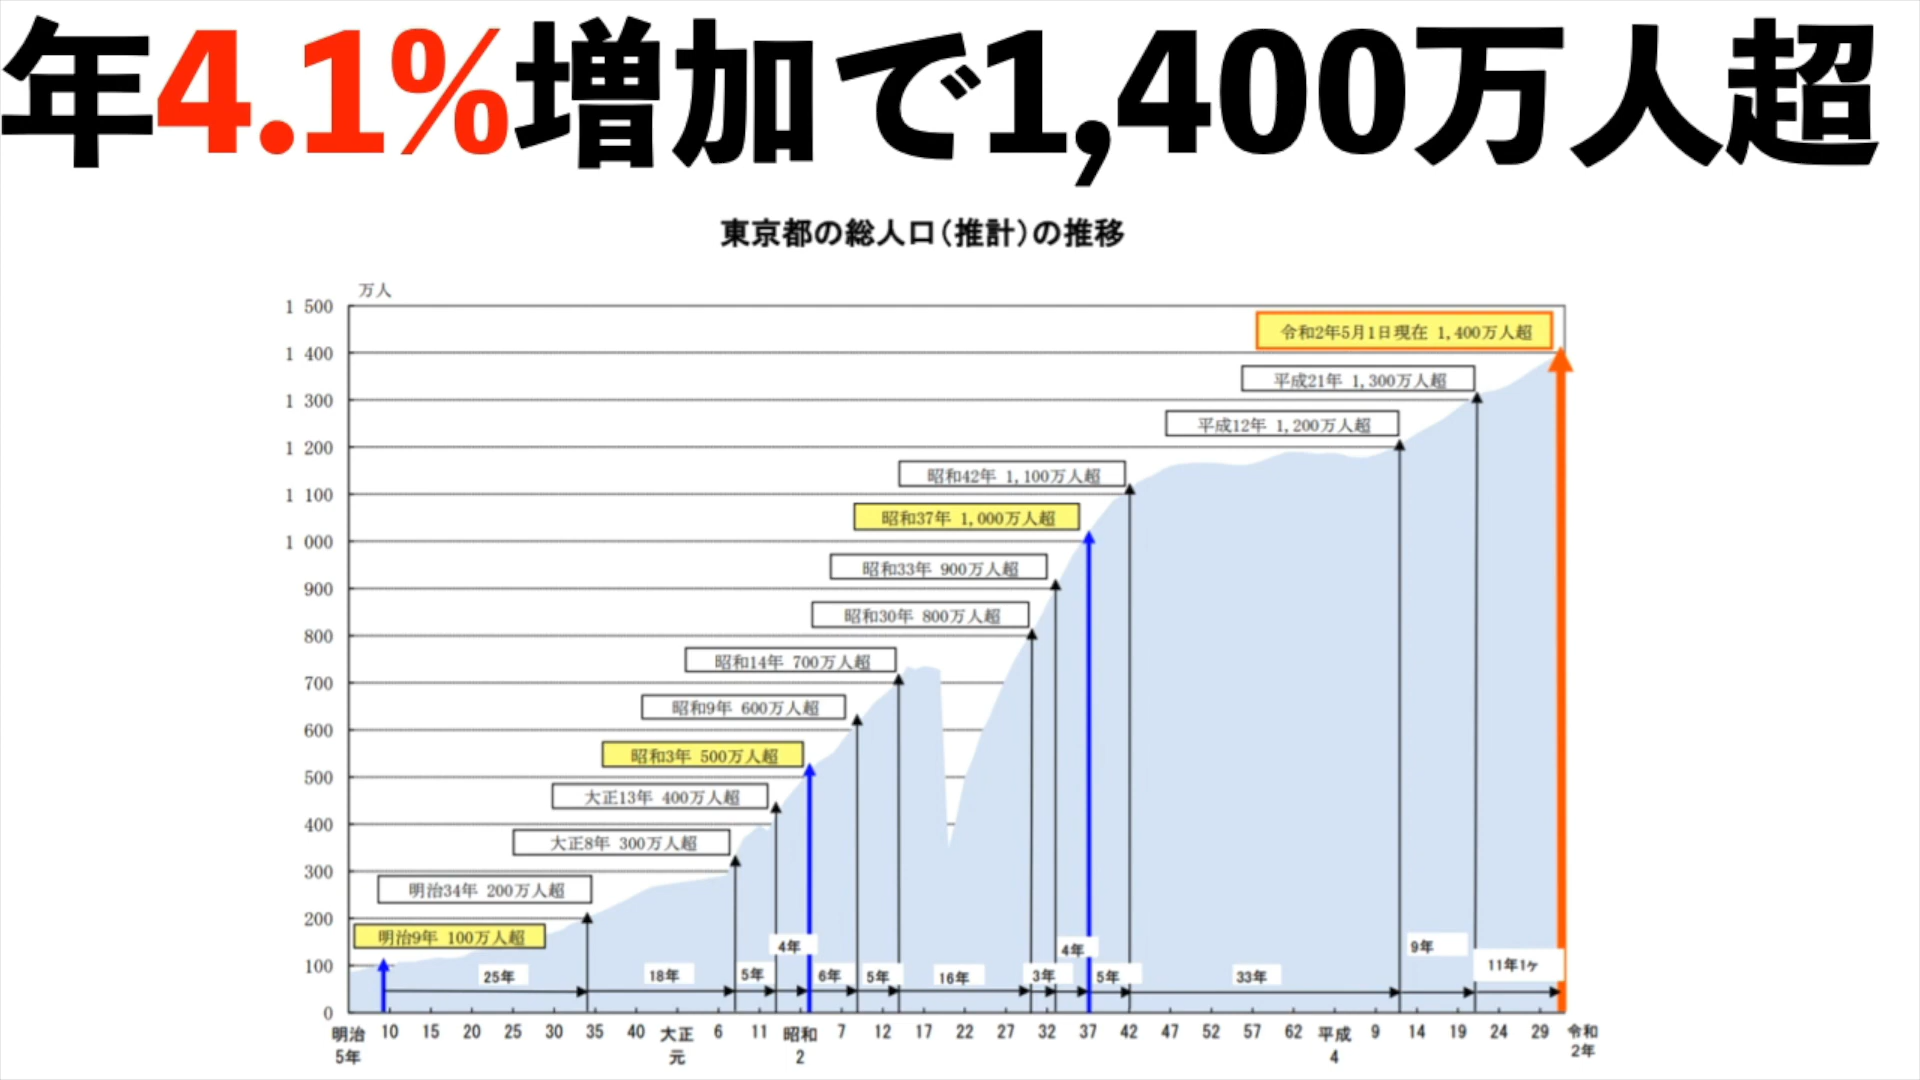 年4.1%増加で1,400万人超
東京都の総人口(推計)の推移
万人
1 500
1 400
1 300
1 200
1 100
1 000
900
800
700
600
500
400
300
200
100
0
令和2年5月1日現在 1,400万人超
平成21年 1,300万人超
平成12年 1,200万人超
昭和42年 1,100万人超
昭和37年 1,000万人超
昭和33年 900万人超
昭和30年 800万人超
昭和14年 700万人超
昭和9年 600万人超
昭和3年 500万人超
大正13年 400万人超
大正8年 300万人超
明治34年 200万人超
明治9年 100万人超
25年 18年 5年 4年 6年 5年 16年 3年 4年 5年 33年 9年 11年1ヶ
明治5年 10 15 20 25 30 35 40 大正元 6 11 昭和2 7 12 17 22 27 32 37 42 47 52 57 62 平成4 9 14 19 24 29 令和2年